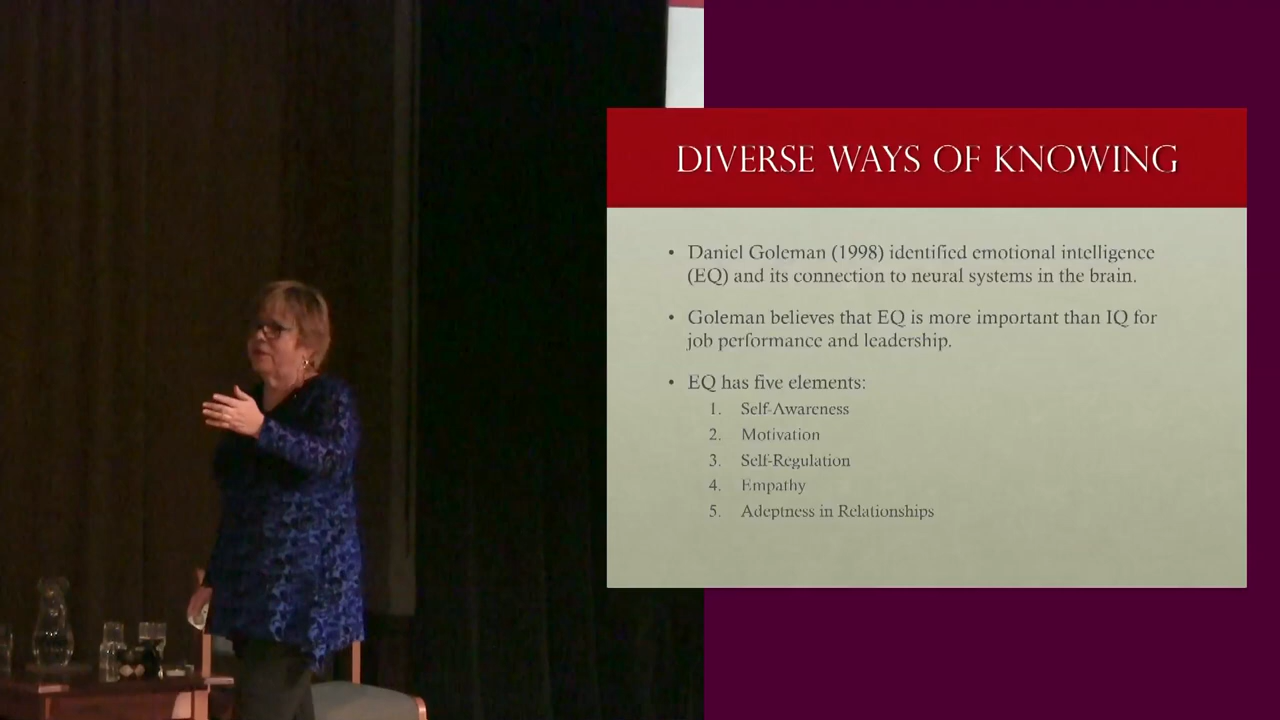 DIVERSE WAYS OF KNOWING
• Daniel Goleman (1998) identified emotional intelligence
(EQ) and its connection to neural systems in the brain.
• Goleman believes that EQ is more important than IQ for
job performance and leadership.
• EQ has five elements:
1. Self-Awareness
2. Motivation
3. Self-Regulation
4. Empathy
5. Adeptness in Relationships